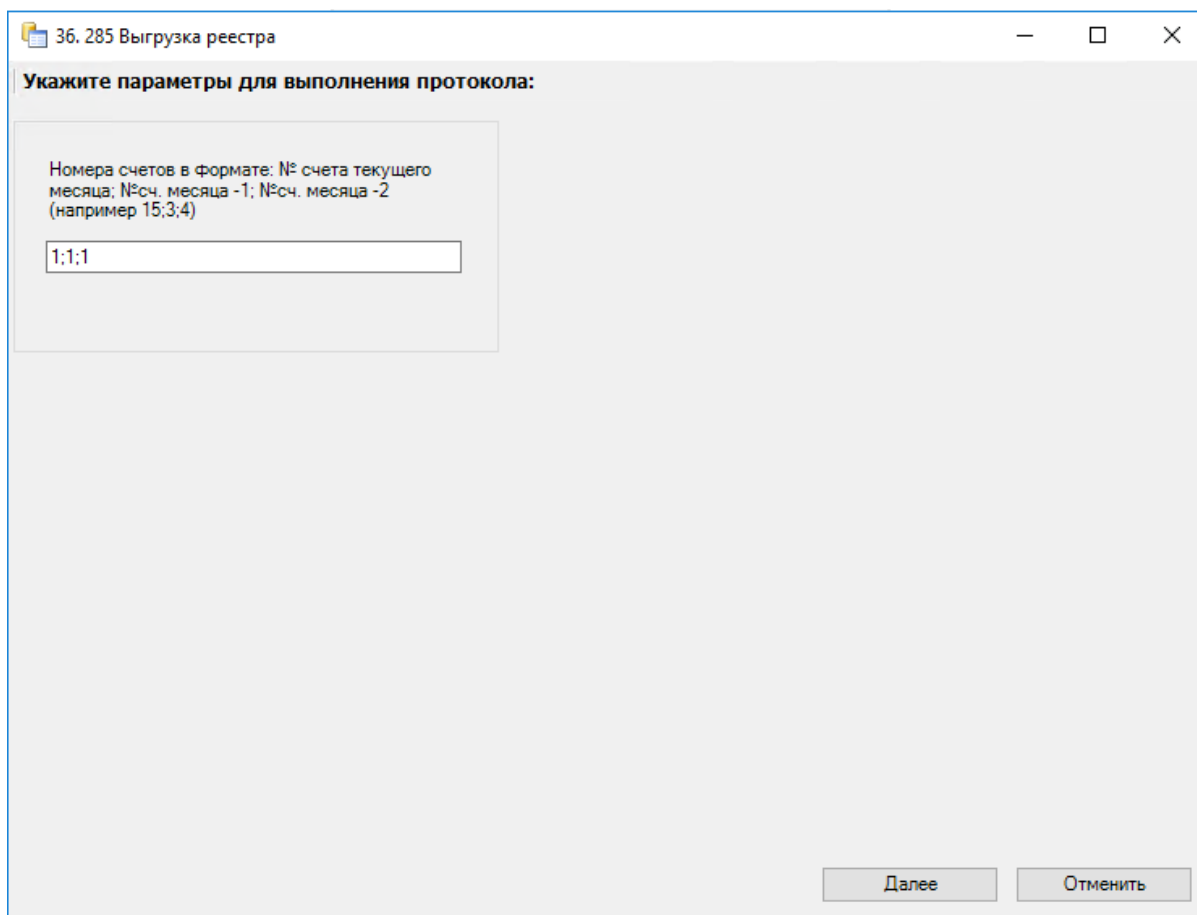 36. 285 Выгрузка реестра
Укажите параметры для выполнения протокола:
Номера счетов в формате: № счета текущего
месяца; №сч. месяца -1; №сч. месяца -2
(например 15;3;4)
1;1;1
Далее
Отменить